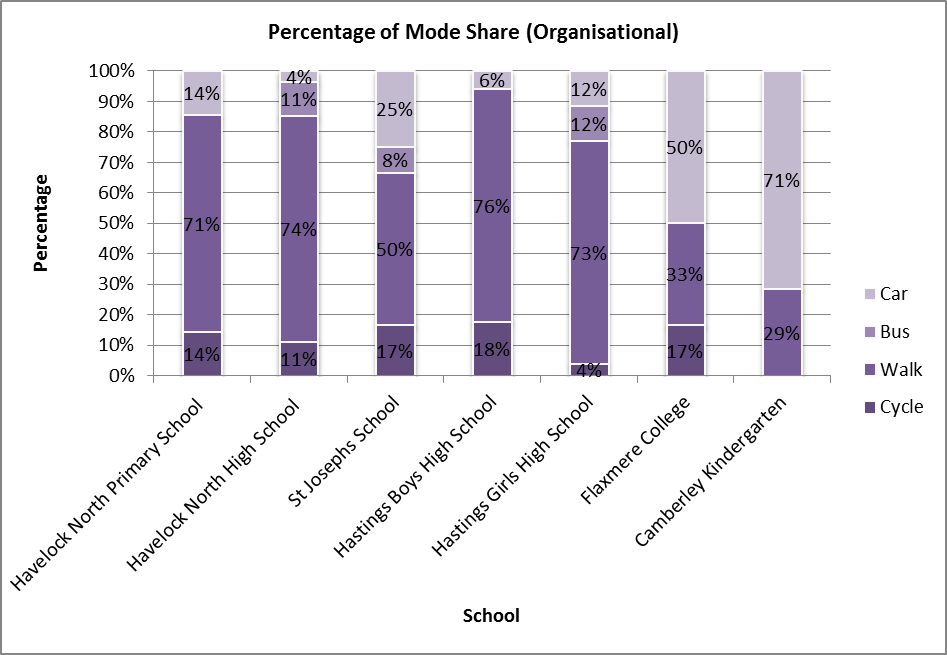 Percentage of Mode Share (Organisational)
Percentage
100%
90%
80%
70%
60%
50%
40%
30%
20%
10%
0%
14%
71%
14%
4%
11%
74%
11%
25%
8%
50%
17%
6%
76%
18%
12%
12%
73%
4%
50%
33%
17%
71%
29%
Car
Bus
Walk
Cycle
Havelock North Primary School
Havelock North High School
St Josephs School
Hastings Boys High School
Hastings Girls High School
Flaxmere College
Camberley Kindergarten
School